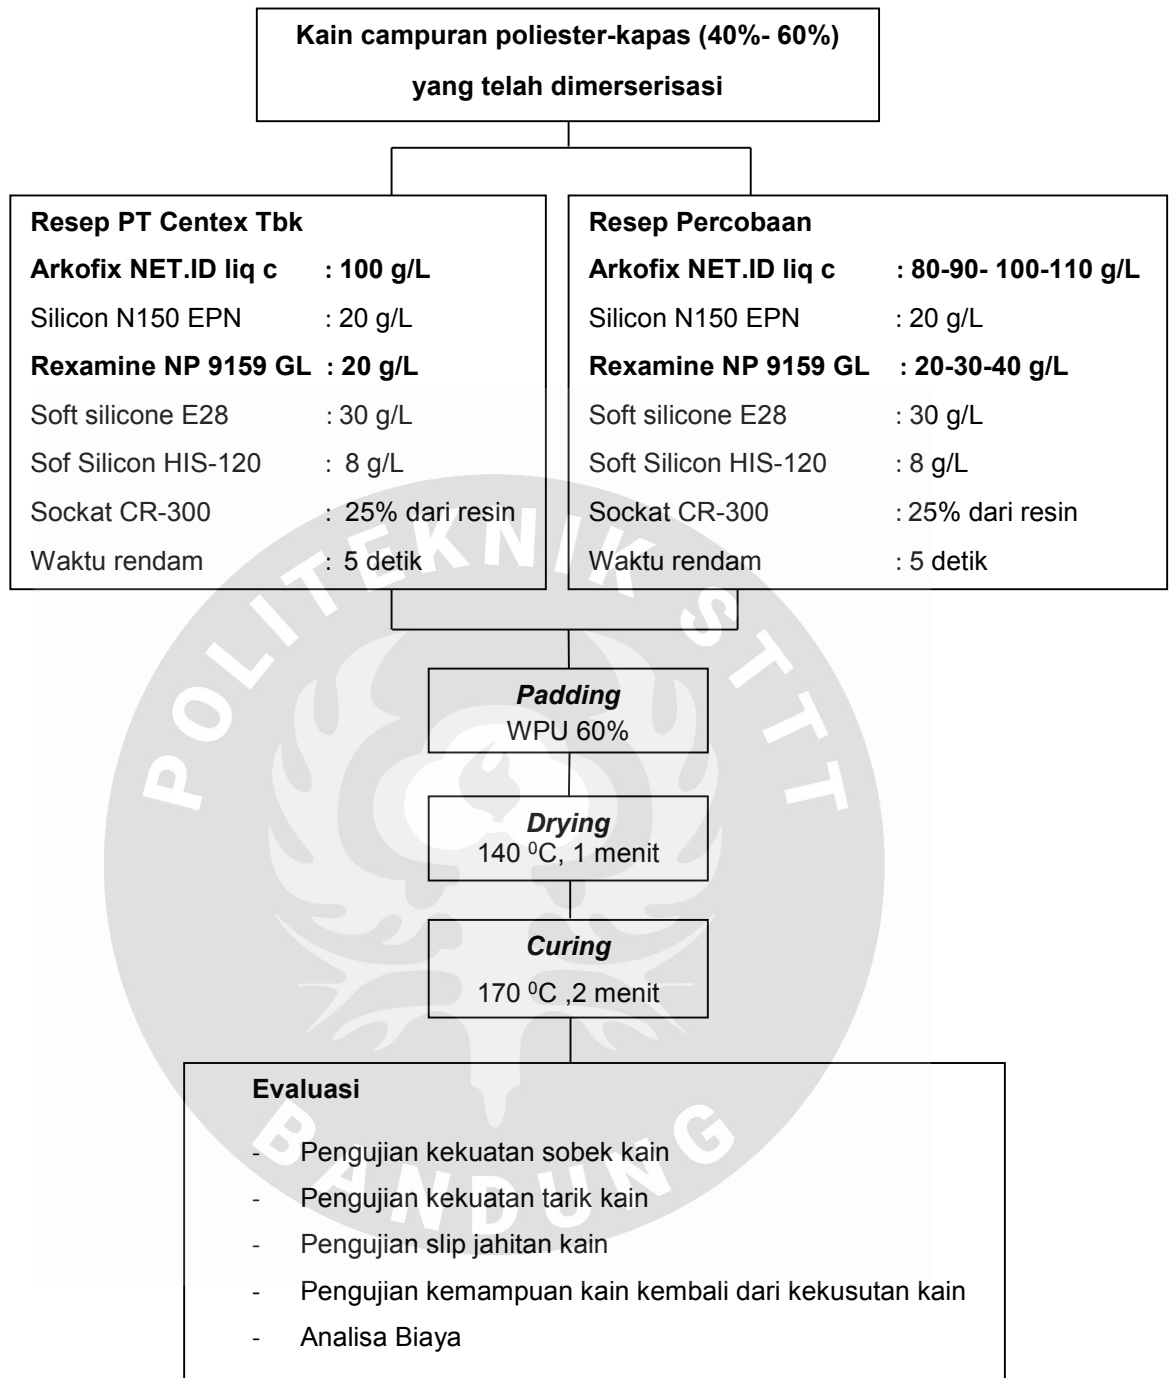 Kain campuran poliester-kapas (40%- 60%)
yang telah dimerserisasi
Resep PT Centex Tbk
Arkofix NET.ID liq c : 100 g/L
Silicon N150 EPN : 20 g/L
Rexamine NP 9159 GL : 20 g/L
Soft silicone E28 : 30 g/L
Sof Silicon HIS-120 : 8 g/L
Sockat CR-300 : 25% dari resin
Waktu rendam : 5 detik
Resep Percobaan
Arkofix NET.ID liq c : 80-90- 100-110 g/L
Silicon N150 EPN : 20 g/L
Rexamine NP 9159 GL : 20-30-40 g/L
Soft silicone E28 : 30 g/L
Soft Silicon HIS-120 : 8 g/L
Sockat CR-300 : 25% dari resin
Waktu rendam : 5 detik
Padding
WPU 60%
Drying
140 ⁰C, 1 menit
Curing
170 ⁰C ,2 menit
Evaluasi
- Pengujian kekuatan sobek kain
- Pengujian kekuatan tarik kain
- Pengujian slip jahitan kain
- Pengujian kemampuan kain kembali dari kekusutan kain
- Analisa Biaya
POLITEKNIK STTT
BANDUNG